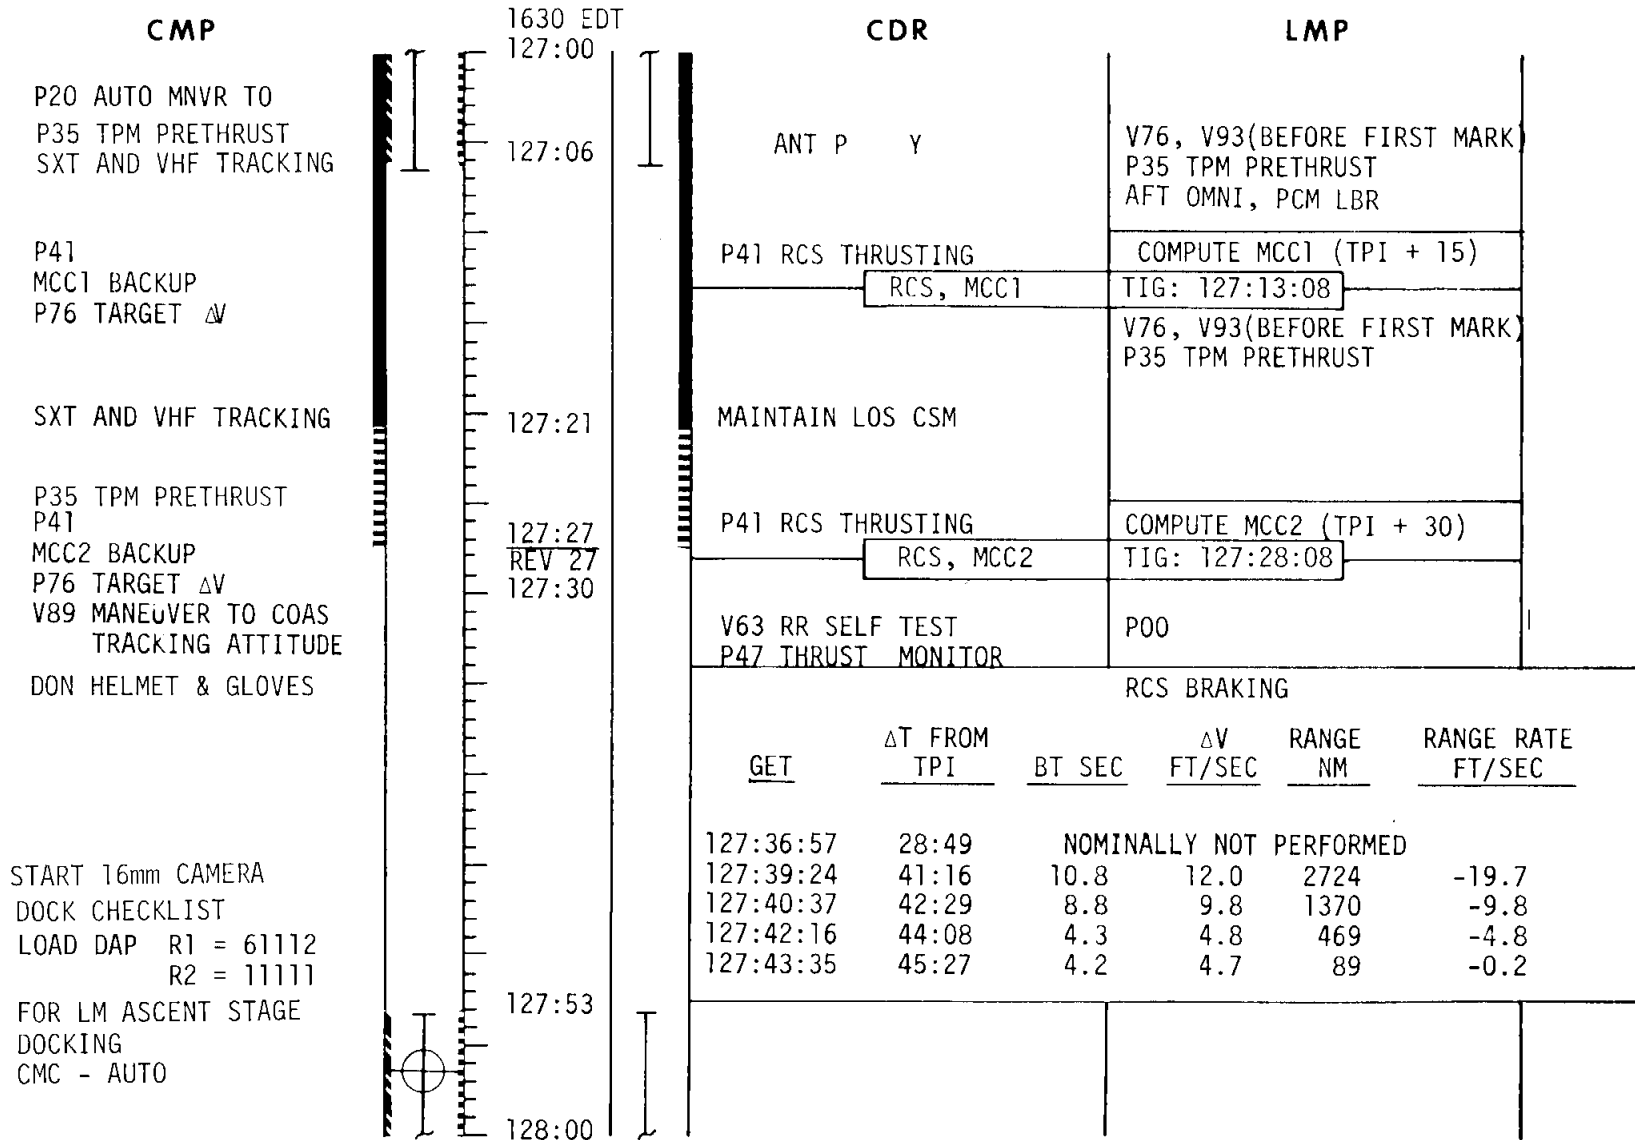 CMP
1630 EDT
CDR
LMP
127:00
P20 AUTO MNVR TO
P35 TPM PRETHRUST
SXT AND VHF TRACKING
127:06
ANT P Y
V76, V93(BEFORE FIRST MARK)
P35 TPM PRETHRUST
AFT OMNI, PCM LBR
P41
MCC1 BACKUP
P76 TARGET ΔV
P41 RCS THRUSTING
COMPUTE MCC1 (TPI + 15)
RCS, MCC1 TIG: 127:13:08
V76, V93(BEFORE FIRST MARK)
P35 TPM PRETHRUST
SXT AND VHF TRACKING
127:21
MAINTAIN LOS CSM
P35 TPM PRETHRUST
P41
MCC2 BACKUP
P76 TARGET ΔV
V89 MANEUVER TO COAS
TRACKING ATTITUDE
127:27
REV 27
127:30
P41 RCS THRUSTING
COMPUTE MCC2 (TPI + 30)
RCS, MCC2 TIG: 127:28:08
V63 RR SELF TEST
P47 THRUST MONITOR
P00
DON HELMET & GLOVES
RCS BRAKING
GET
ΔT FROM
TPI
BT SEC
ΔV
FT/SEC
RANGE
NM
RANGE RATE
FT/SEC
127:36:57 28:49 NOMINALLY NOT PERFORMED
127:39:24 41:16 10.8 12.0 2724 -19.7
127:40:37 42:29 8.8 9.8 1370 -9.8
127:42:16 44:08 4.3 4.8 469 -4.8
127:43:35 45:27 4.2 4.7 89 -0.2
START 16mm CAMERA
DOCK CHECKLIST
LOAD DAP R1 = 61112
R2 = 11111
FOR LM ASCENT STAGE
DOCKING
CMC - AUTO
127:53
128:00